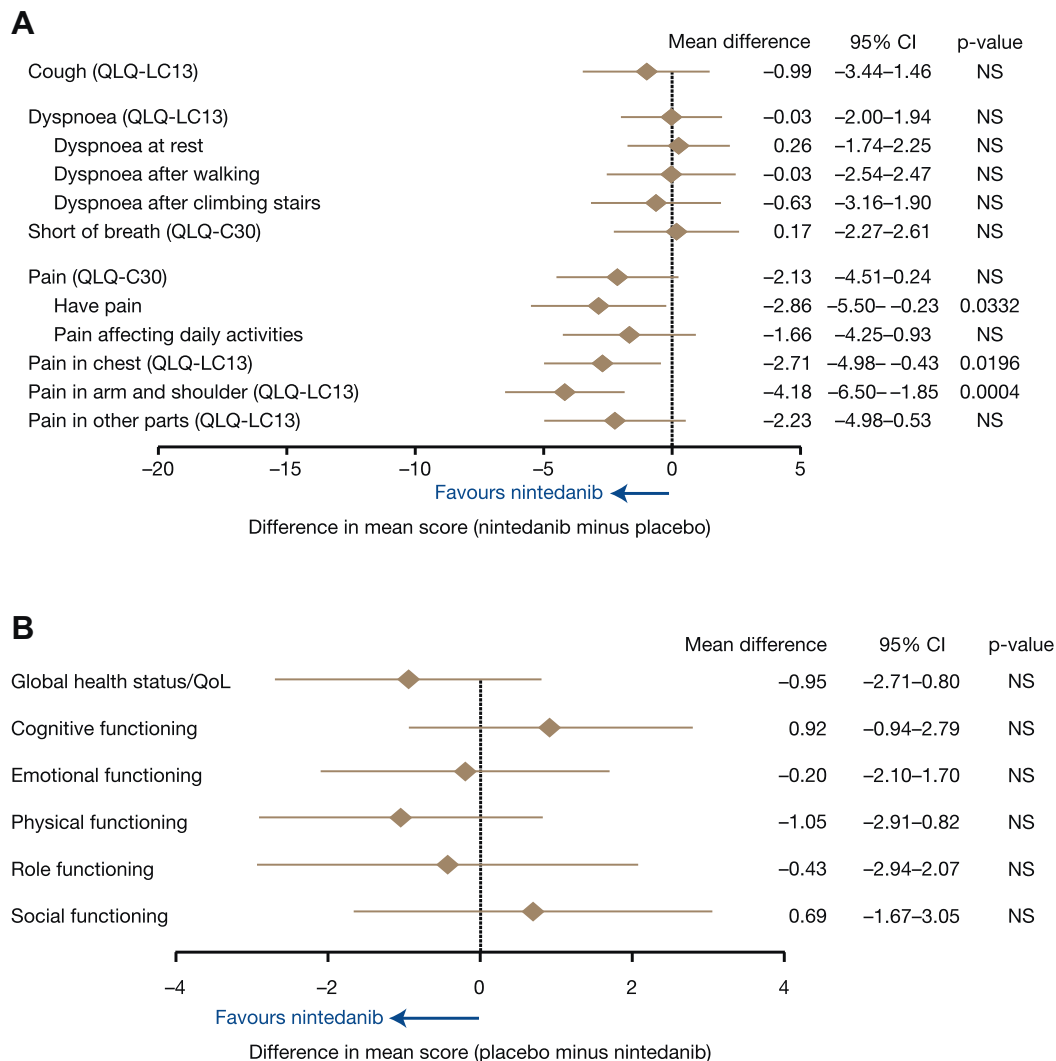 A
Mean difference 95% CI p-value
Cough (QLQ-LC13) –0.99 –3.44–1.46 NS
Dyspnoea (QLQ-LC13) –0.03 –2.00–1.94 NS
Dyspnoea at rest 0.26 –1.74–2.25 NS
Dyspnoea after walking –0.03 –2.54–2.47 NS
Dyspnoea after climbing stairs –0.63 –3.16–1.90 NS
Short of breath (QLQ-C30) 0.17 –2.27–2.61 NS
Pain (QLQ-C30) –2.13 –4.51–0.24 NS
Have pain –2.86 –5.50– –0.23 0.0332
Pain affecting daily activities –1.66 –4.25–0.93 NS
Pain in chest (QLQ-LC13) –2.71 –4.98– –0.43 0.0196
Pain in arm and shoulder (QLQ-LC13) –4.18 –6.50– –1.85 0.0004
Pain in other parts (QLQ-LC13) –2.23 –4.98–0.53 NS
–20 –15 –10 –5 0 5
Favours nintedanib
Difference in mean score (nintedanib minus placebo)
B
Mean difference 95% CI p-value
Global health status/QoL –0.95 –2.71–0.80 NS
Cognitive functioning 0.92 –0.94–2.79 NS
Emotional functioning –0.20 –2.10–1.70 NS
Physical functioning –1.05 –2.91–0.82 NS
Role functioning –0.43 –2.94–2.07 NS
Social functioning 0.69 –1.67–3.05 NS
–4 –2 0 2 4
Favours nintedanib
Difference in mean score (placebo minus nintedanib)